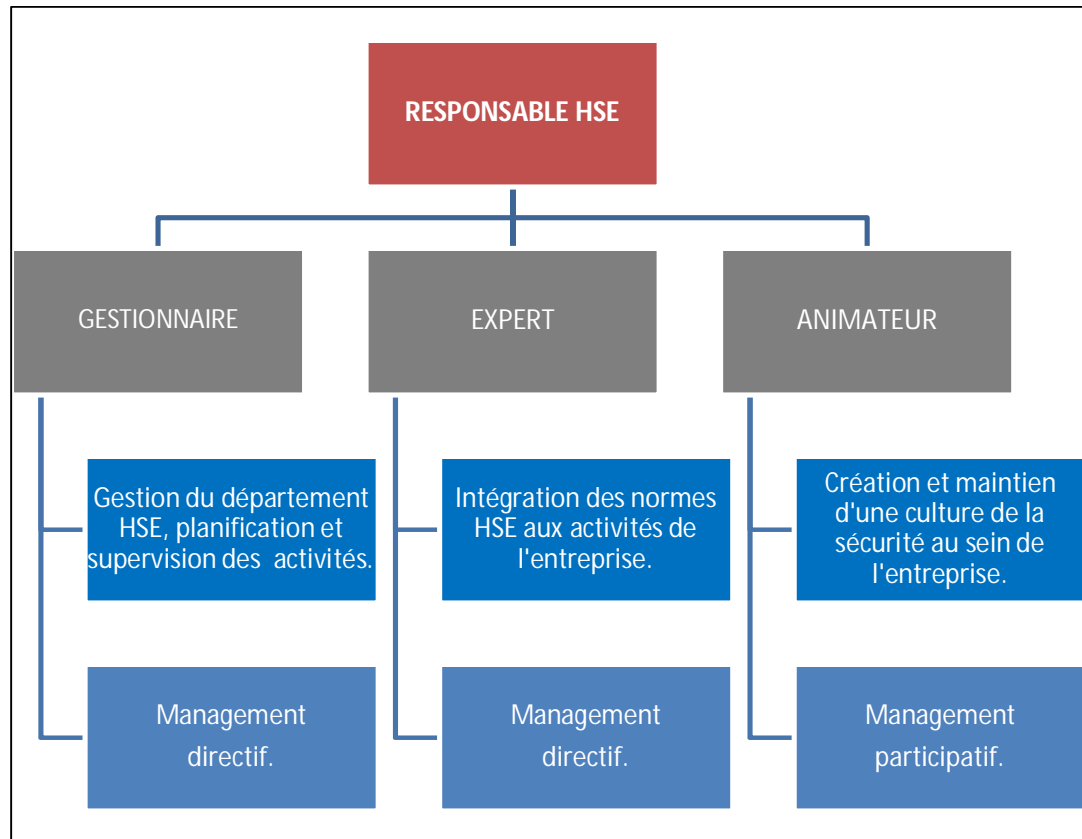 RESPONSABLE HSE
GESTIONNAIRE
EXPERT
ANIMATEUR
Gestion du département
HSE, planification et
supervision des activités.
Intégration des normes
HSE aux activités de
l'entreprise.
Création et maintien
d'une culture de la
sécurité au sein de
l'entreprise.
Management
directif.
Management
directif.
Management
participatif.